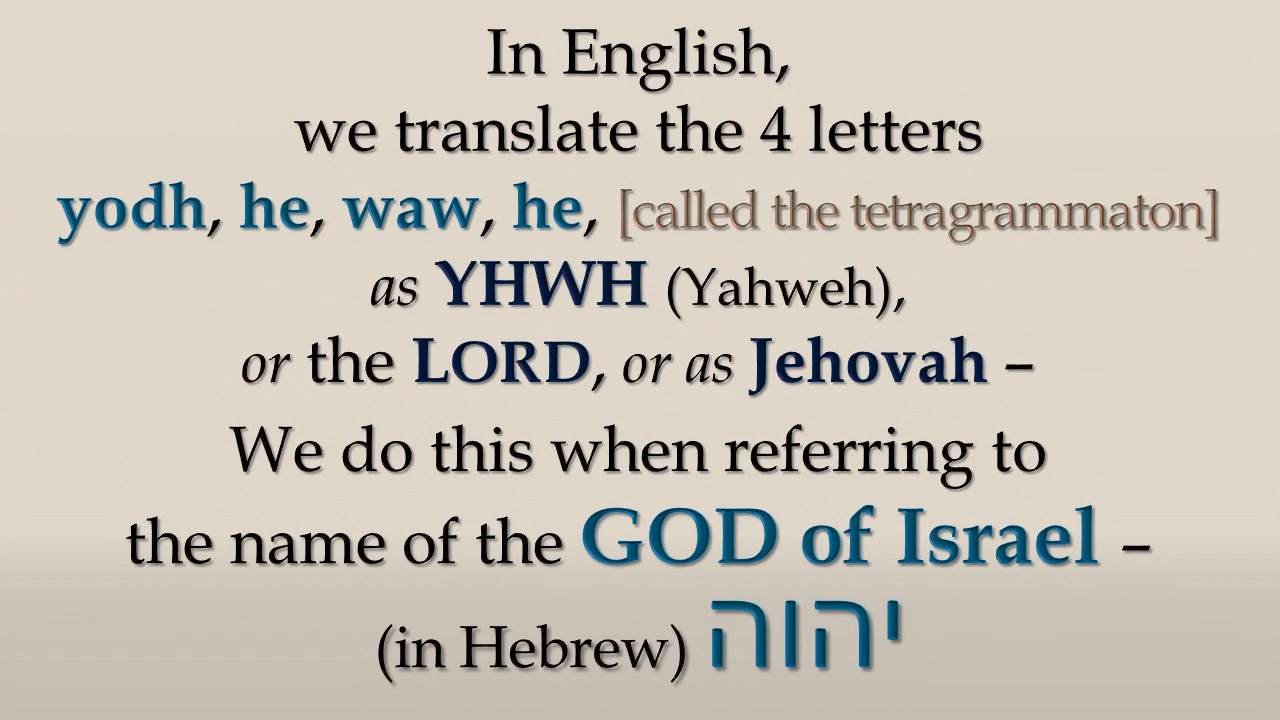 In English,
we translate the 4 letters
yodh, he, waw, he, [called the tetragrammaton]
as YHWH (Yahweh),
or the LORD, or as Jehovah –
We do this when referring to
the name of the GOD of Israel –
(in Hebrew) יהוה